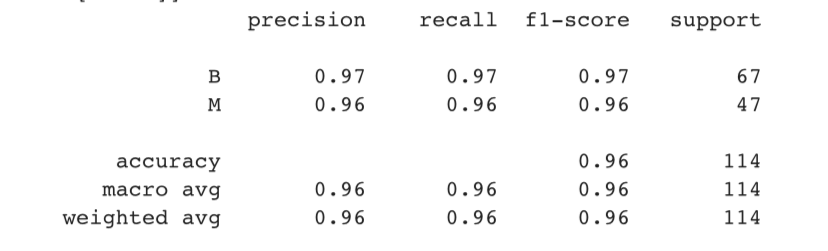 precision recall f1-score support
B 0.97 0.97 0.97 67
M 0.96 0.96 0.96 47
accuracy 0.96 114
macro avg 0.96 0.96 0.96 114
weighted avg 0.96 0.96 0.96 114